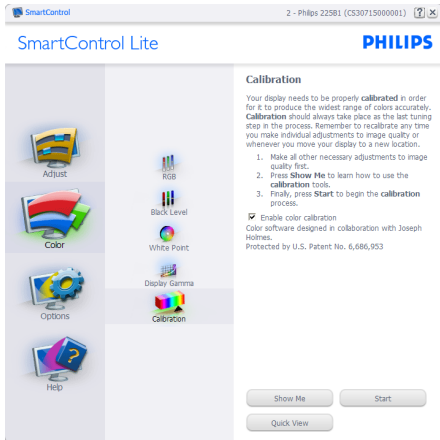 SmartControl
2 - Philips 225B1 (CS30715000001)
SmartControl Lite
PHILIPS
Adjust
Color
Options
Help
RGB
Black Level
White Point
Display Gamma
Calibration
Calibration
Your display needs to be properly calibrated in order
for it to produce the widest range of colors accurately.
Calibration should always take place as the last tuning
step in the process. Remember to recalibrate any time
you make individual adjustments to image quality or
whenever you move your display to a new location.
1. Make all other necessary adjustments to image
quality first.
2. Press Show Me to learn how to use the
calibration tools.
3. Finally, press Start to begin the calibration
process.
Enable color calibration
Color software designed in collaboration with Joseph
Holmes.
Protected by U.S. Patent No. 6,686,953
Show Me
Start
Quick View